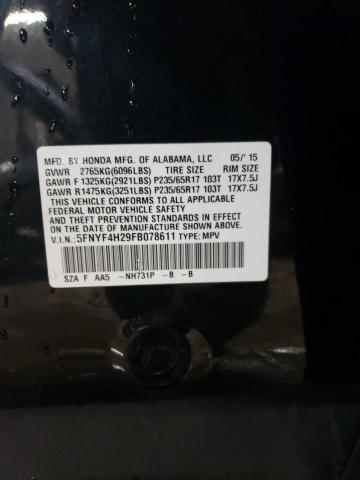 MFD. BY HONDA MFG. OF ALABAMA, LLC 05/'15
GVWR 2765KG(6096LBS) TIRE SIZE RIM SIZE
GAWR F 1325KG(2921LBS) P235/65R17 103T 17X7.5J
GAWR R1475KG(3251LBS) P235/65R17 103T 17X7.5J
THIS VEHICLE CONFORMS TO ALL APPLICABLE
FEDERAL MOTOR VEHICLE SAFETY AND
THEFT PREVENTION STANDARDS IN EFFECT
ON THE DATE OF MANUFACTURE SHOWN ABOVE.
V.I.N.: 5FNYF4H29FB078611 TYPE: MPV
SZA F AA5 -NH731P -B -B